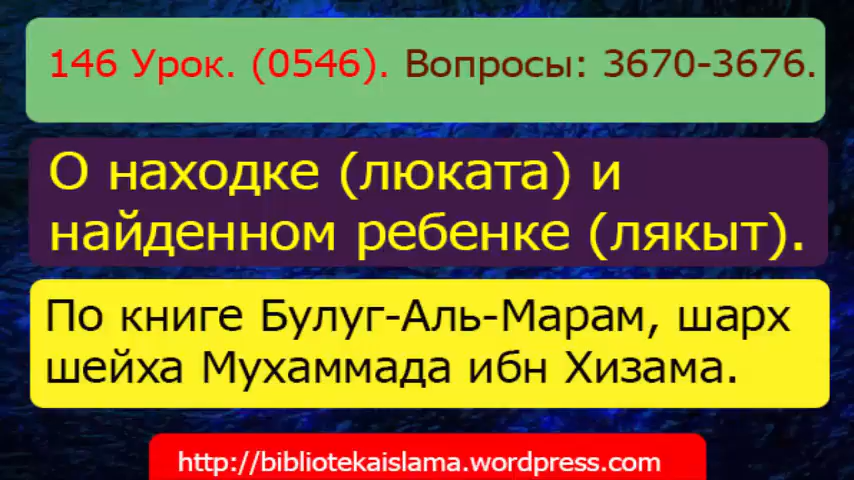 146 Урок. (0546). Вопросы: 3670-3676.
О находке (люката) и
найденном ребенке (лякыт).
По книге Булуг-Аль-Марам, шарх
шейха Мухаммада ибн Хизама.
http://bibliotekaislama.wordpress.com